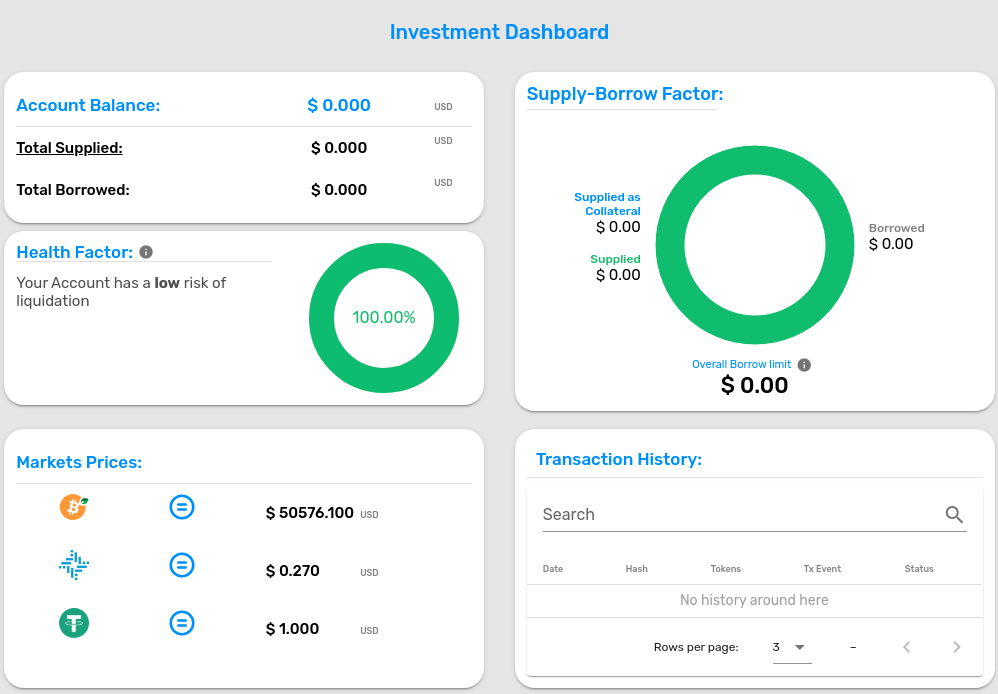 Investment Dashboard
Account Balance: $ 0.000 USD
Total Supplied: $ 0.000 USD
Total Borrowed: $ 0.000 USD
Health Factor:
Your Account has a low risk of
liquidation
100.00%
Supply-Borrow Factor:
Supplied as
Collateral
$ 0.00
Supplied
$ 0.00
Borrowed
$ 0.00
Overall Borrow limit
$ 0.00
Markets Prices:
$ 50576.100 USD
$ 0.270 USD
$ 1.000 USD
Transaction History:
Search
Date Hash Tokens Tx Event Status
No history around here
Rows per page: 3 –